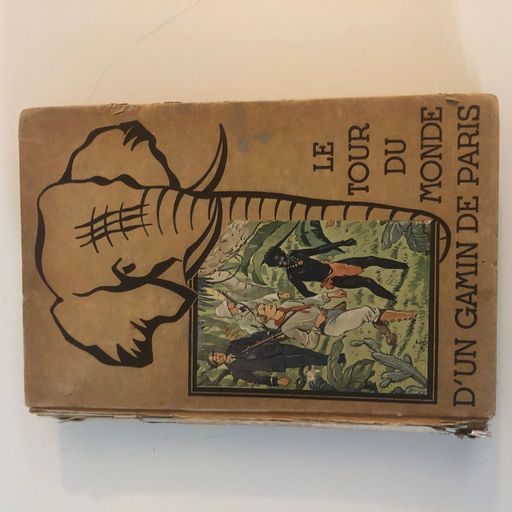 LE
TOUR
DU
MONDE
D'UN GAMIN DE PARIS